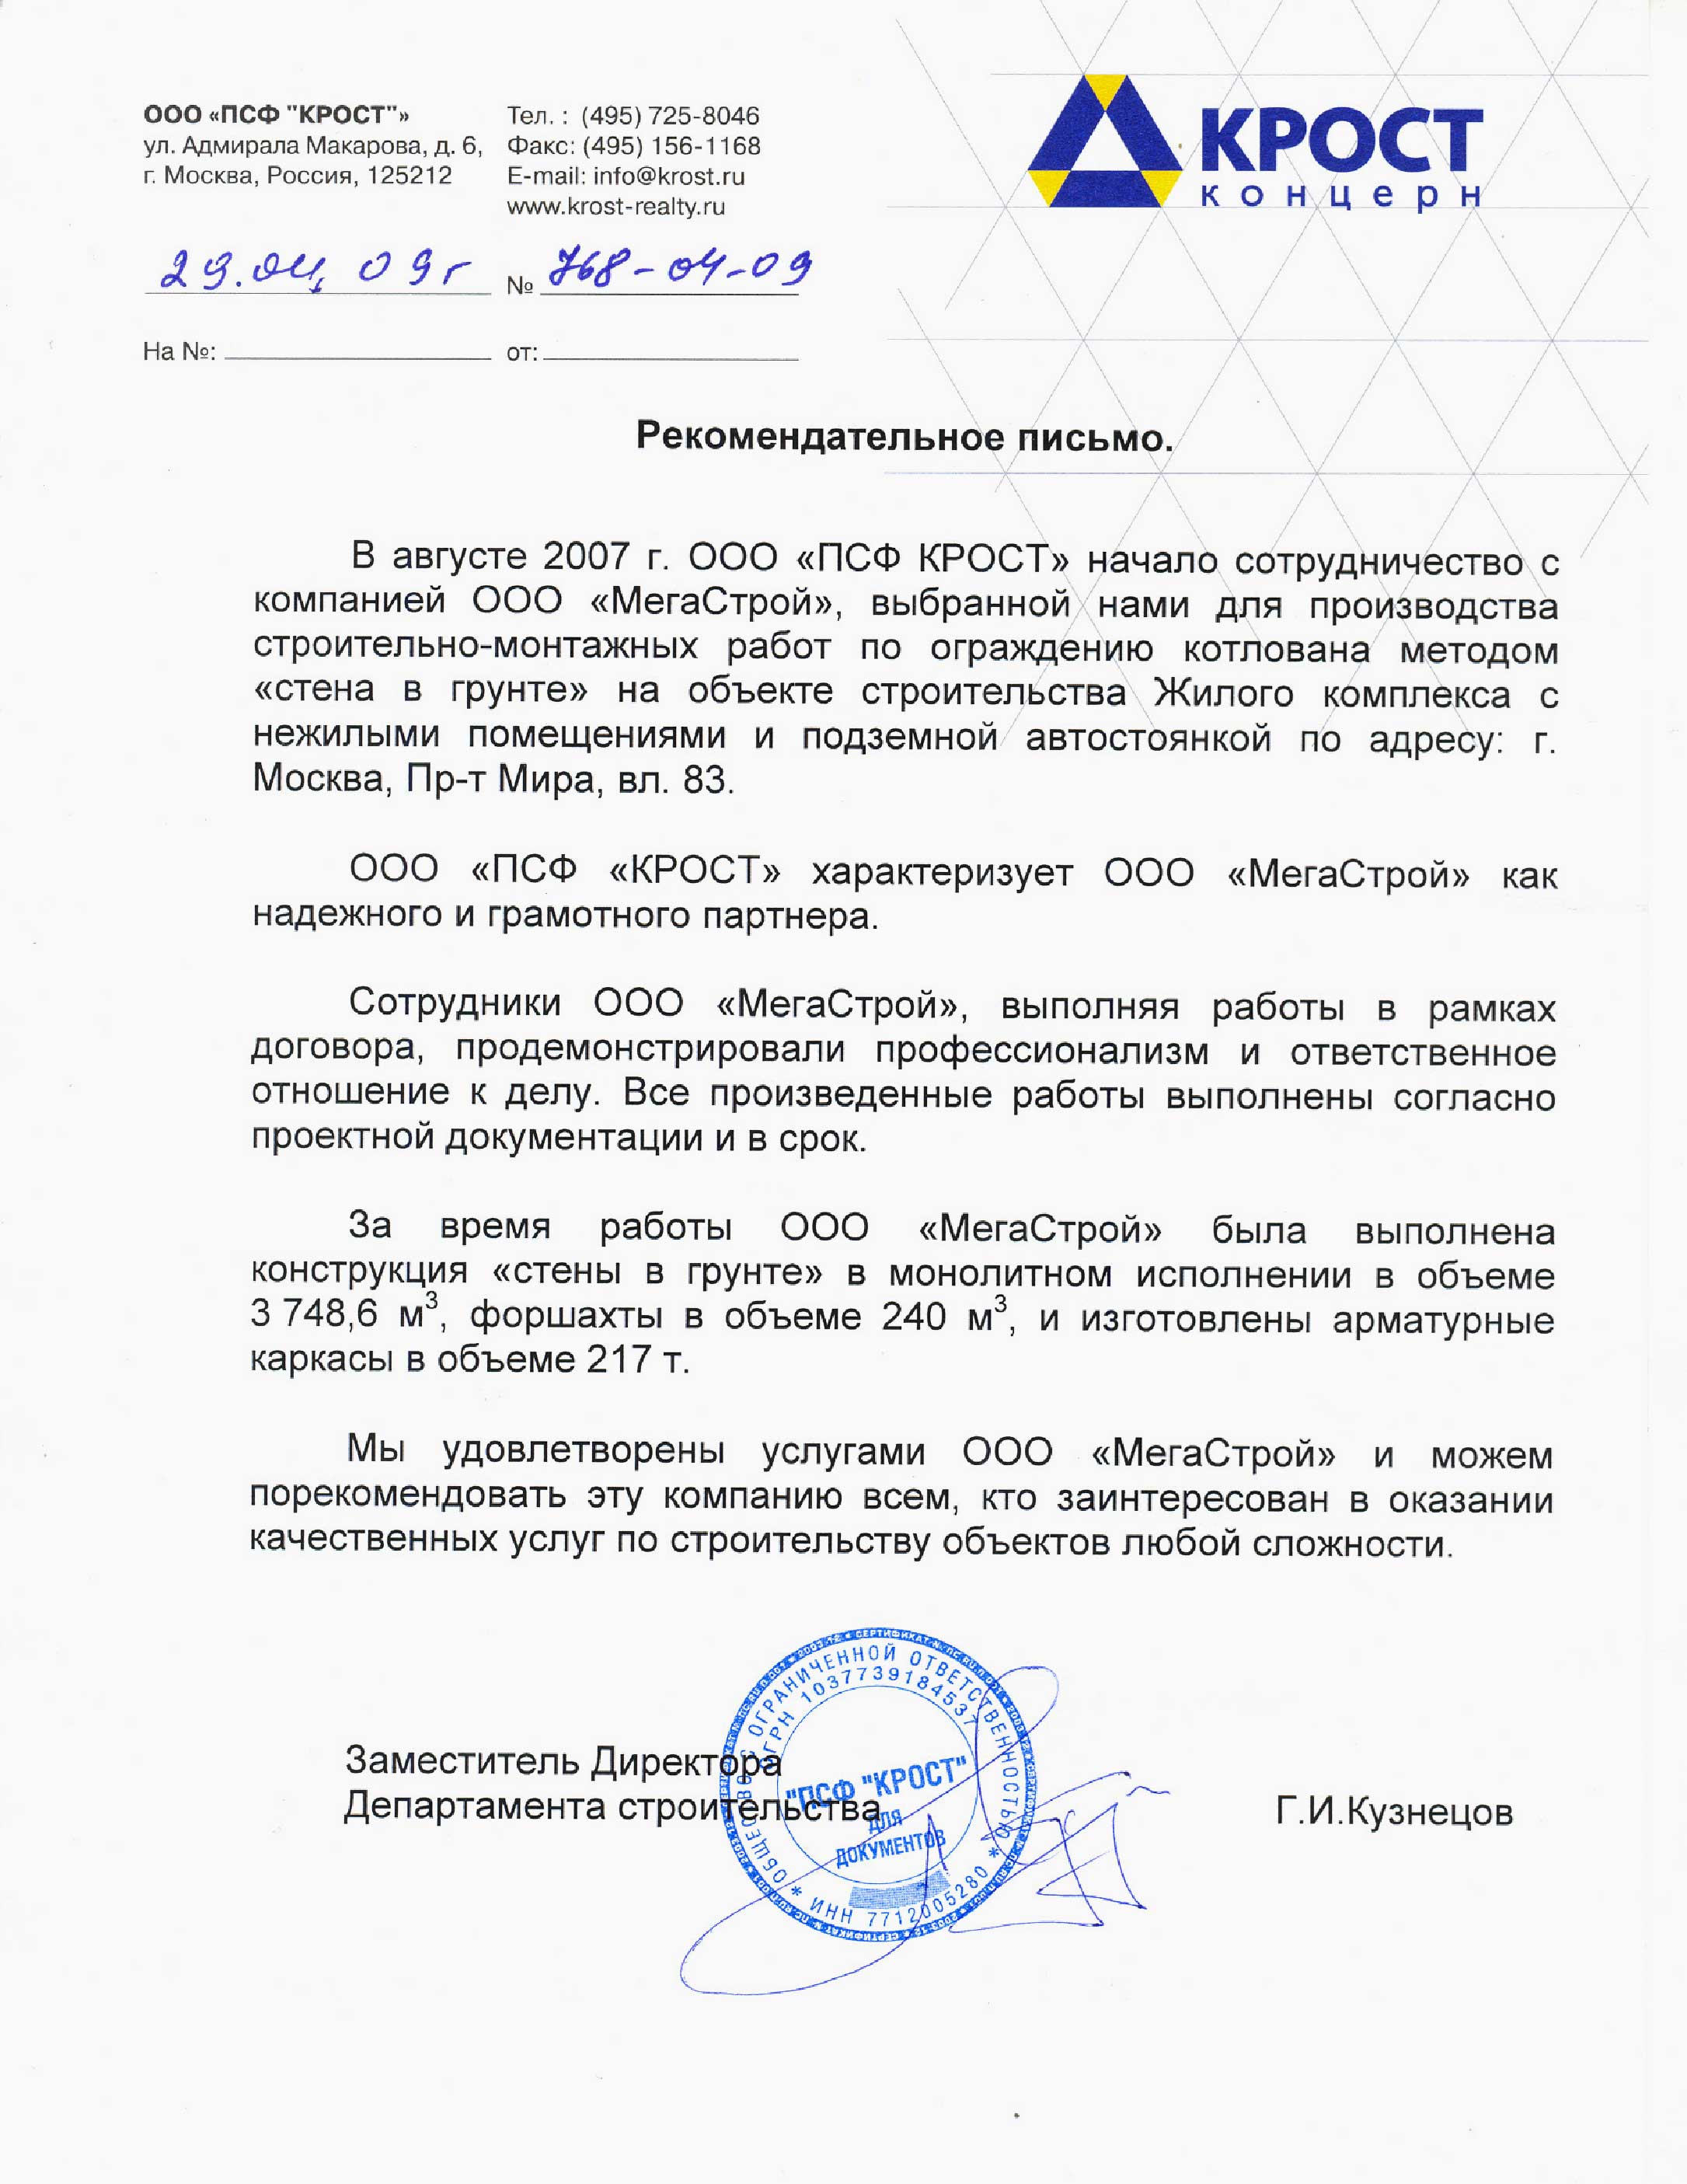 ООО «ПСФ "КРОСТ"»
ул. Адмирала Макарова, д. 6,
г. Москва, Россия, 125212
Тел. : (495) 725-8046
Факс: (495) 156-1168
E-mail: info@krost.ru
www.krost-realty.ru
КРОСТ
концерн
29.04.09г № 768-04-09
На №: от:
Рекомендательное письмо.
В августе 2007 г. ООО «ПСФ КРОСТ» начало сотрудничество с
компанией ООО «МегаСтрой», выбранной нами для производства
строительно-монтажных работ по ограждению котлована методом
«стена в грунте» на объекте строительства Жилого комплекса с
нежилыми помещениями и подземной автостоянкой по адресу: г.
Москва, Пр-т Мира, вл. 83.
ООО «ПСФ «КРОСТ» характеризует ООО «МегаСтрой» как
надежного и грамотного партнера.
Сотрудники ООО «МегаСтрой», выполняя работы в рамках
договора, продемонстрировали профессионализм и ответственное
отношение к делу. Все произведенные работы выполнены согласно
проектной документации и в срок.
За время работы ООО «МегаСтрой» была выполнена
конструкция «стены в грунте» в монолитном исполнении в объеме
3 748,6 м³, форшахты в объеме 240 м³, и изготовлены арматурные
каркасы в объеме 217 т.
Мы удовлетворены услугами ООО «МегаСтрой» и можем
порекомендовать эту компанию всем, кто заинтересован в оказании
качественных услуг по строительству объектов любой сложности.
Заместитель Директора
Департамента строительства
Г.И.Кузнецов
ОБЩЕСТВО С ОГРАНИЧЕННОЙ ОТВЕТСТВЕННОСТЬЮ
ОГРН 1037739184537
"ПСФ "КРОСТ"
ДЛЯ
ДОКУМЕНТОВ
* ИНН 7712005280 *